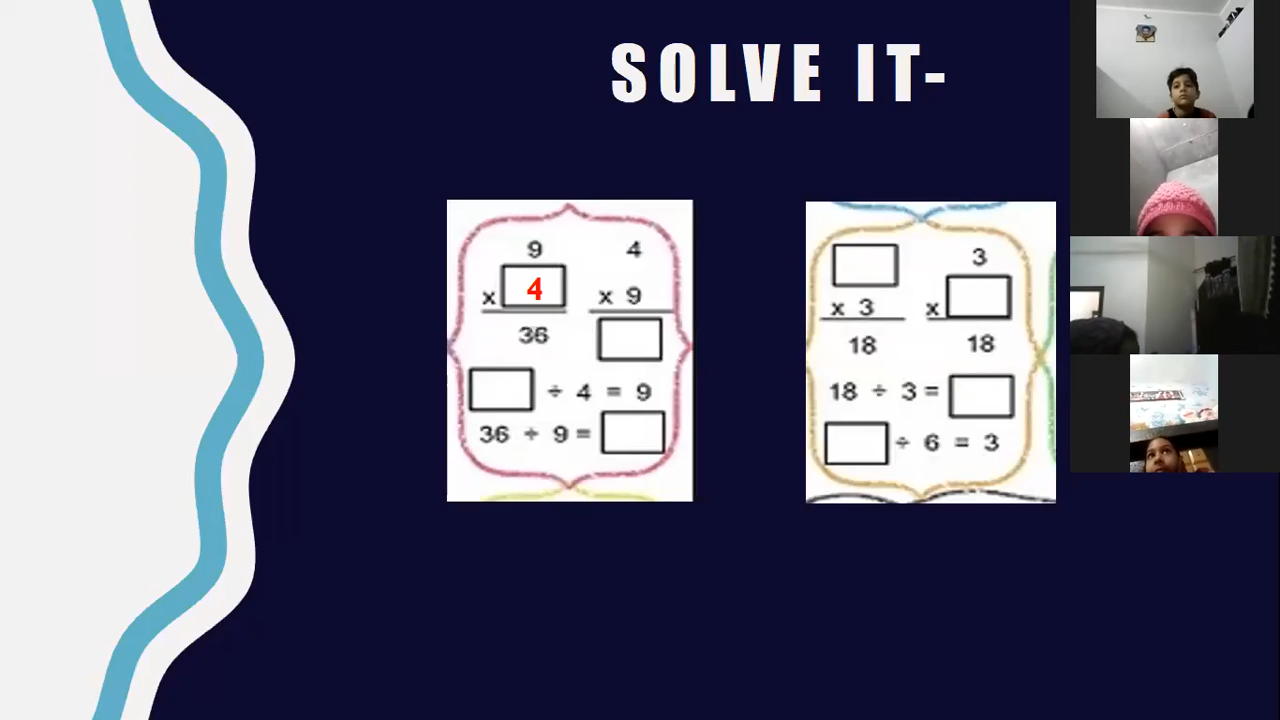 SOLVE IT-
9 4
x 4 x 9
36
÷ 4 = 9
36 ÷ 9 =
3
x 3 x
18 18
18 ÷ 3 =
÷ 6 = 3